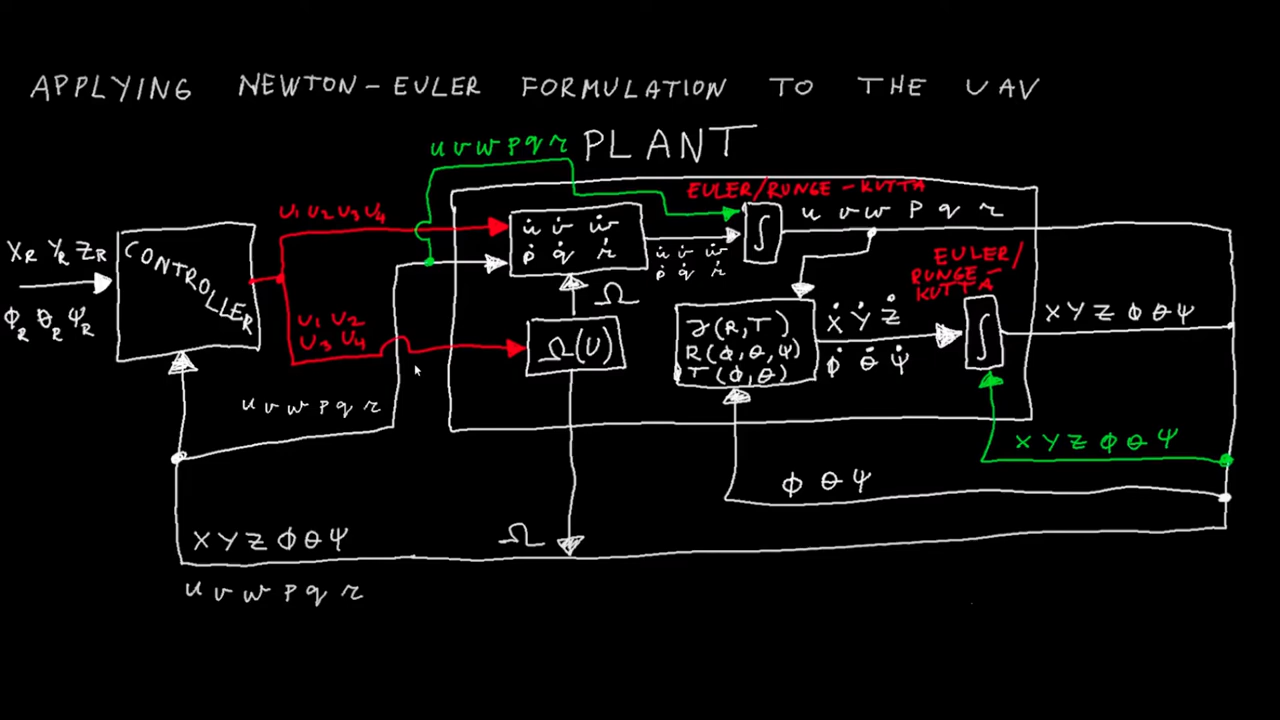 APPLYING NEWTON-EULER FORMULATION TO THE UAV
PLANT
u v w p q r
EULER/RUNGE-KUTTA
U1 U2 U3 U4
u v w p q r
XR YR ZR
ΦR θR ΨR
CONTROLLER
u̇ v̇ ẇ
ṗ q̇ ṙ
∫
u̇ v̇ ẇ
ṗ q̇ ṙ
EULER/
RUNGE-
KUTTA
Ω
U1 U2
U3 U4
Ω(U)
J(R,T)
R(Φ,θ,Ψ)
T(Φ,θ)
Ẋ Ẏ Ż
Φ̇ θ̇ Ψ̇
∫
X Y Z Φ θ Ψ
u v w p q r
X Y Z Φ θ Ψ
Φ θ Ψ
X Y Z Φ θ Ψ
Ω
u v w p q r